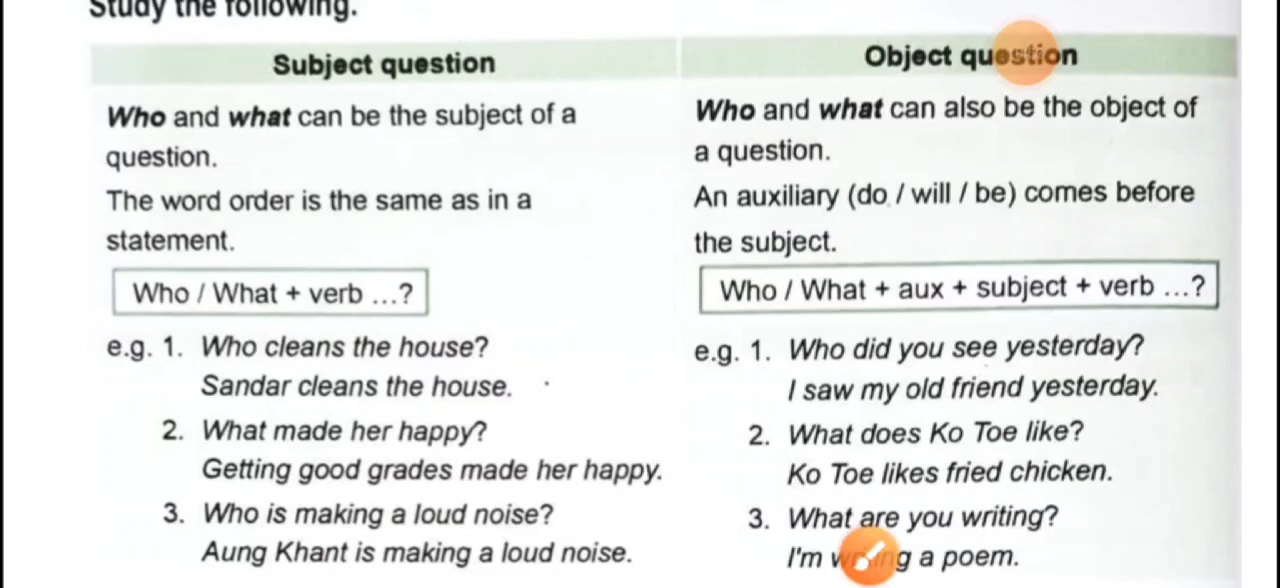 Study the following.
Subject question
Who and what can be the subject of a
question.
The word order is the same as in a
statement.
Who / What + verb ...?
e.g. 1. Who cleans the house?
Sandar cleans the house.
2. What made her happy?
Getting good grades made her happy.
3. Who is making a loud noise?
Aung Khant is making a loud noise.
Object question
Who and what can also be the object of
a question.
An auxiliary (do / will / be) comes before
the subject.
Who / What + aux + subject + verb ...?
e.g. 1. Who did you see yesterday?
I saw my old friend yesterday.
2. What does Ko Toe like?
Ko Toe likes fried chicken.
3. What are you writing?
I'm writing a poem.